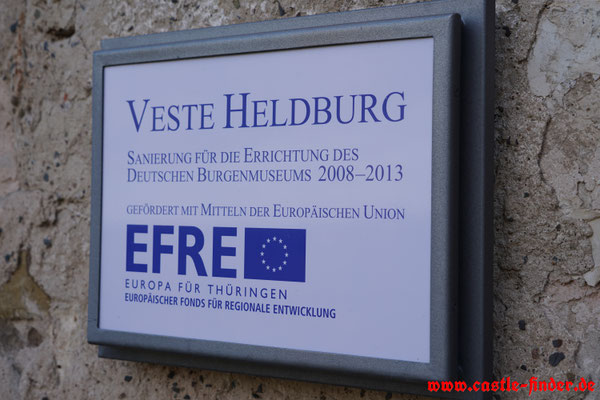 VESTE HELDBURG
SANIERUNG FÜR DIE ERRICHTUNG DES
DEUTSCHEN BURGENMUSEUMS 2008–2013
GEFÖRDERT MIT MITTELN DER EUROPÄISCHEN UNION
EFRE
EUROPA FÜR THÜRINGEN
EUROPÄISCHER FONDS FÜR REGIONALE ENTWICKLUNG
www.castle-finder.de